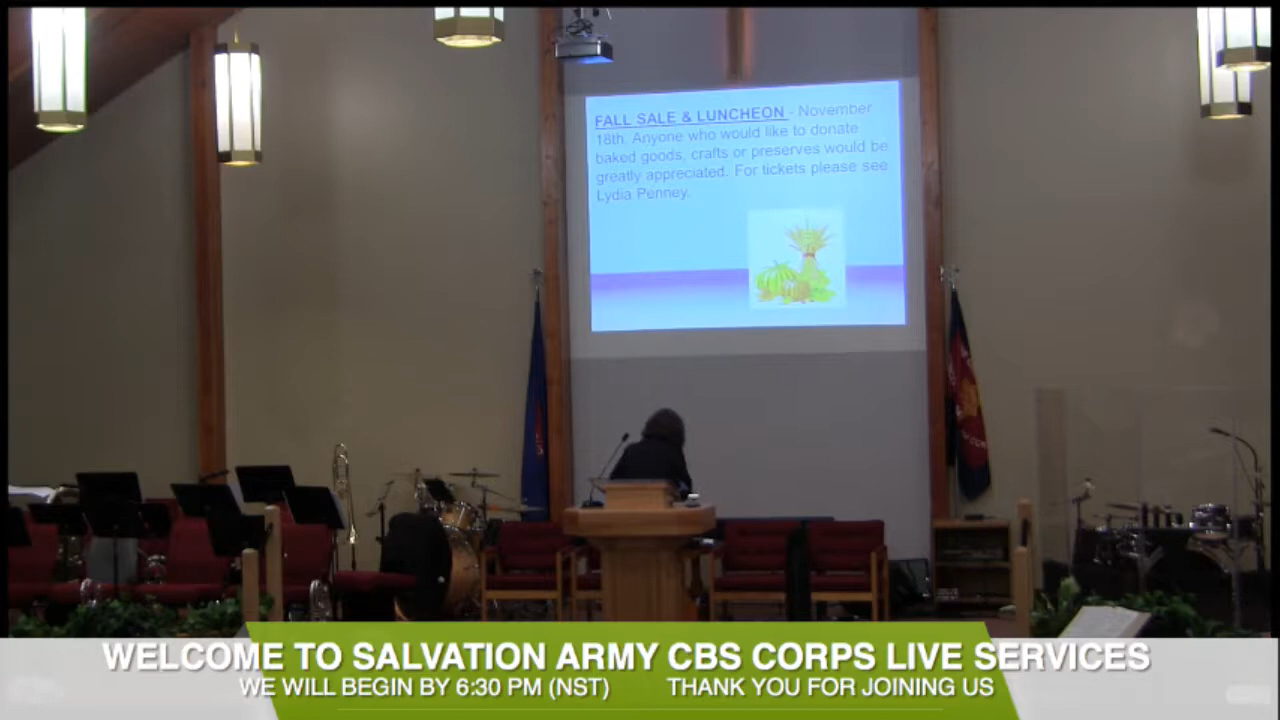 FALL SALE & LUNCHEON - November
18th. Anyone who would like to donate
baked goods, crafts or preserves would be
greatly appreciated. For tickets please see
Lydia Penney.
WELCOME TO SALVATION ARMY CBS CORPS LIVE SERVICES
WE WILL BEGIN BY 6:30 PM (NST) THANK YOU FOR JOINING US